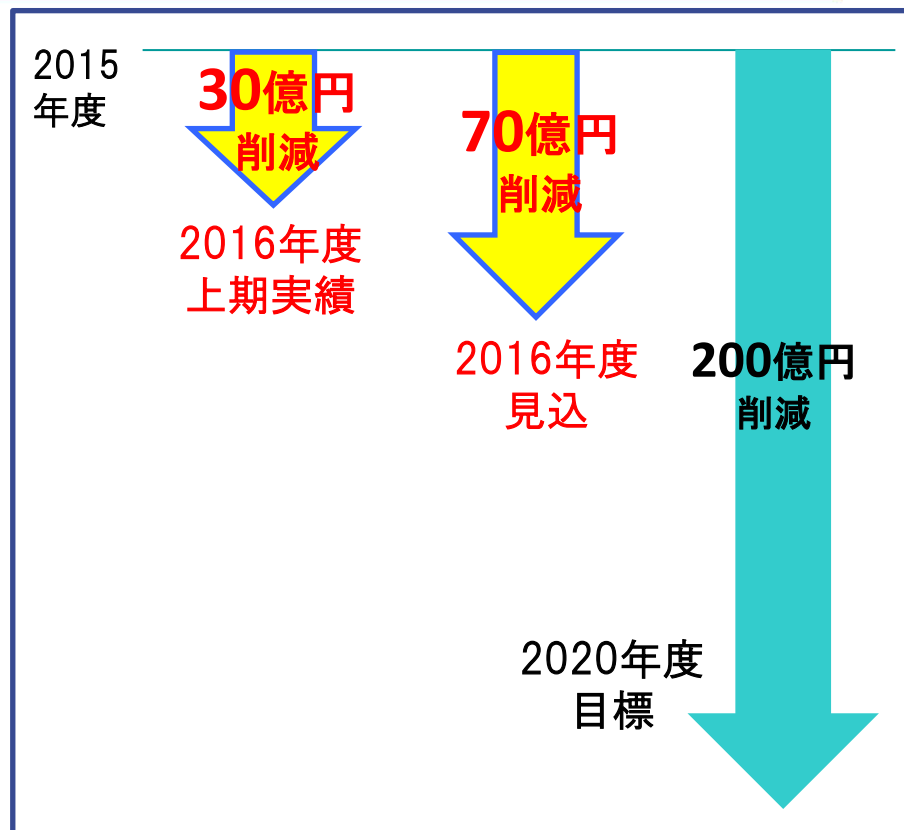 2015
年度
30億円
削減
2016年度
上期実績
70億円
削減
2016年度
見込
200億円
削減
2020年度
目標